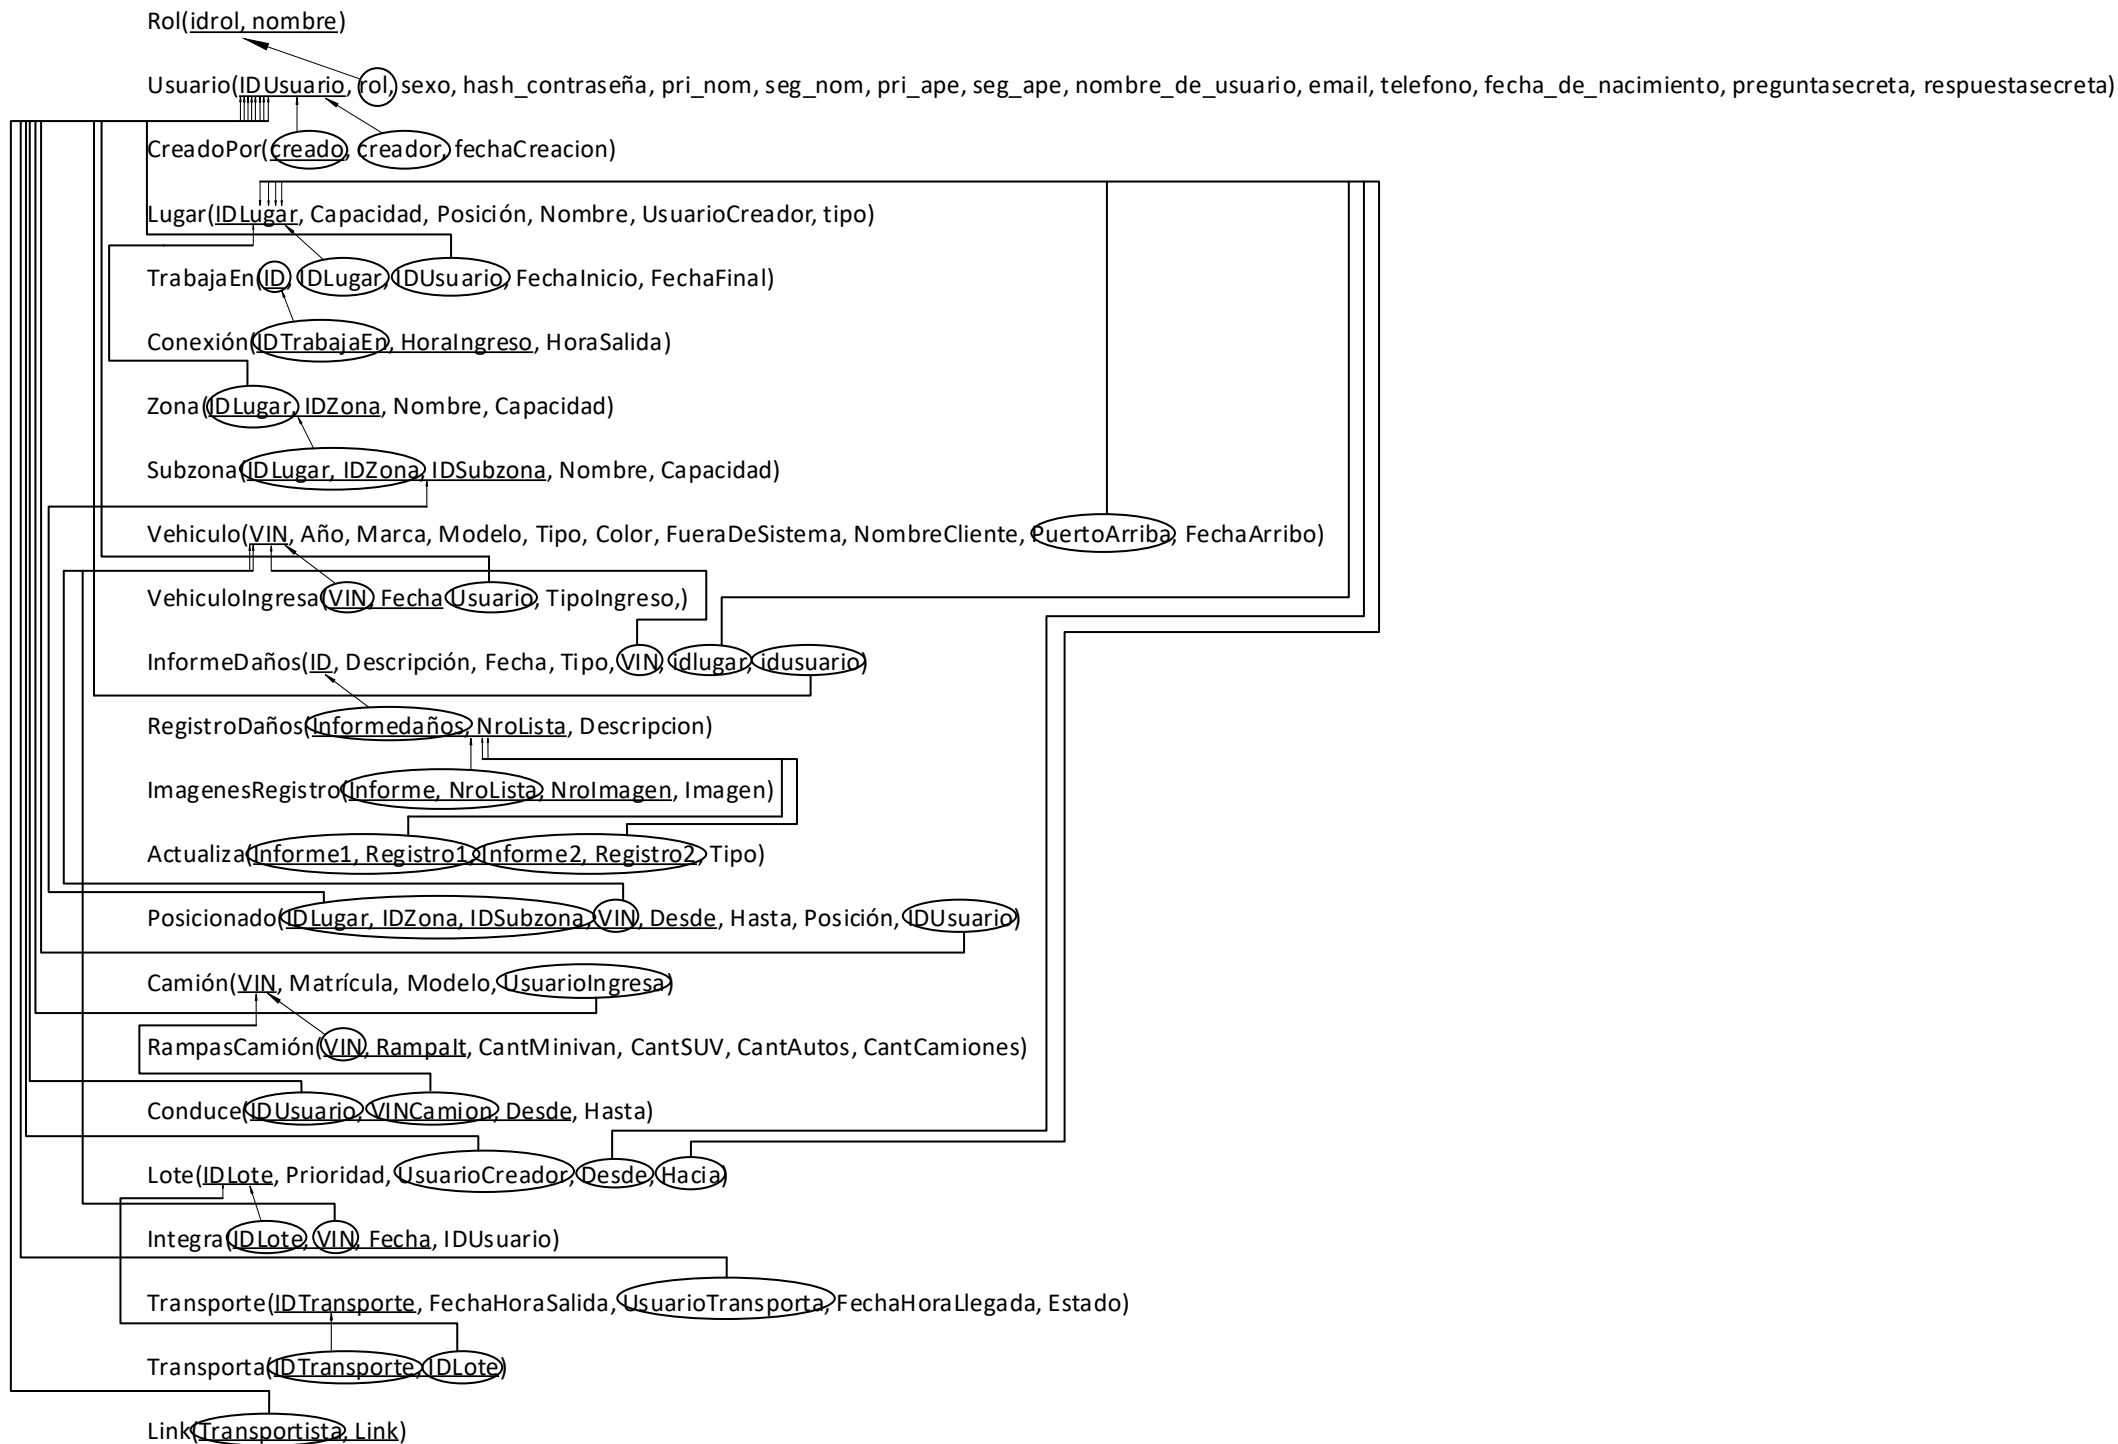 Rol(idrol, nombre)
Usuario(IDUsuario, rol, sexo, hash_contraseña, pri_nom, seg_nom, pri_ape, seg_ape, nombre_de_usuario, email, telefono, fecha_de_nacimiento, preguntasecreta, respuestasecreta)
CreadoPor(creado, creador, fechaCreacion)
Lugar(IDLugar, Capacidad, Posición, Nombre, UsuarioCreador, tipo)
TrabajaEn(ID, IDLugar, IDUsuario, FechaInicio, FechaFinal)
Conexión(IDTrabajaEn, HoraIngreso, HoraSalida)
Zona(IDLugar, IDZona, Nombre, Capacidad)
Subzona(IDLugar, IDZona, IDSubzona, Nombre, Capacidad)
Vehiculo(VIN, Año, Marca, Modelo, Tipo, Color, FueraDeSistema, NombreCliente, PuertoArriba, FechaArribo)
VehiculoIngresa(VIN, Fecha Usuario, TipoIngreso,)
InformeDaños(ID, Descripción, Fecha, Tipo, VIN, idlugar, idusuario)
RegistroDaños(Informedaños, NroLista, Descripcion)
ImagenesRegistro(Informe, NroLista, NroImagen, Imagen)
Actualiza(Informe1, Registro1, Informe2, Registro2, Tipo)
Posicionado(IDLugar, IDZona, IDSubzona, VIN, Desde, Hasta, Posición, IDUsuario)
Camión(VIN, Matrícula, Modelo, UsuarioIngresa)
RampasCamión(VIN, RampaIt, CantMinivan, CantSUV, CantAutos, CantCamiones)
Conduce(IDUsuario, VINCamion, Desde, Hasta)
Lote(IDLote, Prioridad, UsuarioCreador, Desde, Hacia)
Integra(IDLote, VIN, Fecha, IDUsuario)
Transporte(IDTransporte, FechaHoraSalida, UsuarioTransporta, FechaHoraLlegada, Estado)
Transporta(IDTransporte, IDLote)
Link(Transportista, Link)